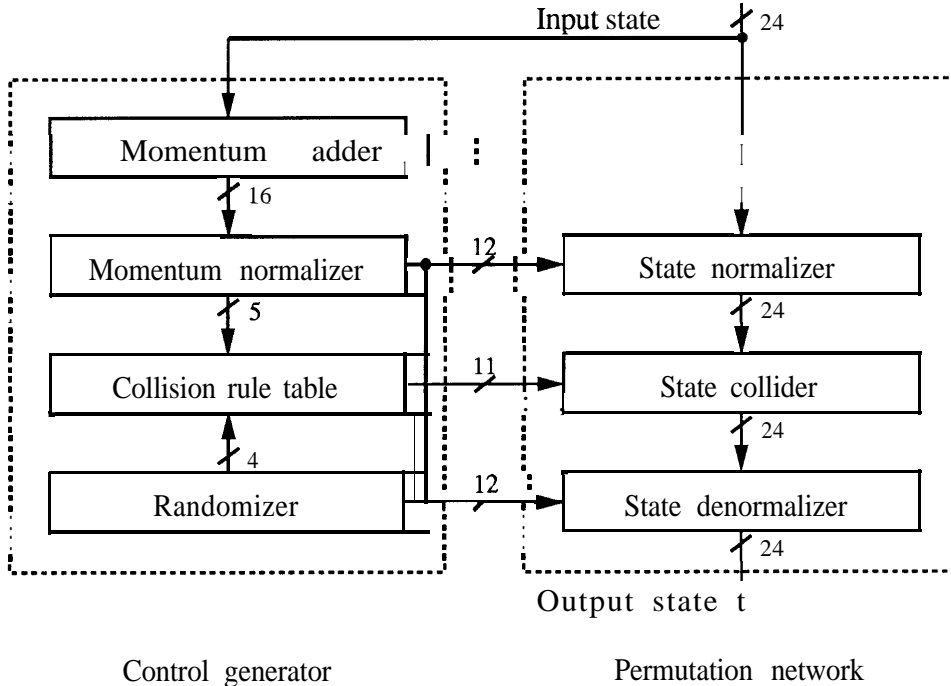 Input state
24
Momentum adder
16
Momentum normalizer
12
State normalizer
5
24
Collision rule table
11
State collider
4
24
Randomizer
12
State denormalizer
24
Output state t
Control generator
Permutation network